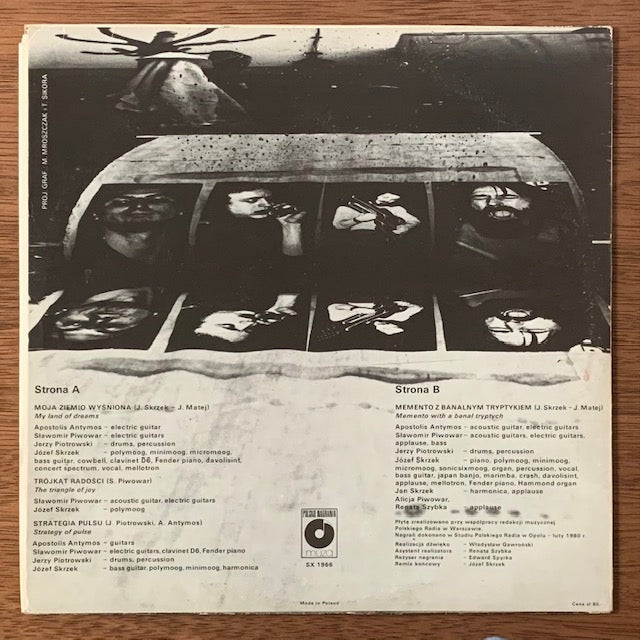 PROJ. GRAF.: M. MROSZCZAK i T. SIKORA
Strona A
MOJA ZIEMIO WYŚNIONA (J. Skrzek – J. Matej)
My land of dreams
Apostolis Antymos – electric guitar
Sławomir Piwowar – electric guitars
Jerzy Piotrowski – drums, percussion
Józef Skrzek – polymoog, minimoog, micromoog,
bass guitar, cowbell, clavinet D6, Fender piano, davolisint,
concert spectrum, vocal, mellotron
TRÓJKĄT RADOŚCI (S. Piwowar)
The triangle of joy
Sławomir Piwowar – acoustic guitar, electric guitars
Józef Skrzek – polymoog
STRATEGIA PULSU (J. Piotrowski, A. Antymos)
Strategy of pulse
Apostolis Antymos – guitars
Sławomir Piwowar – electric guitars, clavinet D6, Fender piano
Jerzy Piotrowski – drums, percussion
Józef Skrzek – bass guitar, polymoog, minimoog, harmonica
POLSKIE NAGRANIA
muza
SX 1966
Strona B
MEMENTO Z BANALNYM TRYPTYKIEM (J. Skrzek – J. Matej)
Memento with a banal triptych
Apostolis Antymos – acoustic guitar, electric guitars
Sławomir Piwowar – acoustic guitars, electric guitars,
applause, bass
Jerzy Piotrowski – drums, percussion
Józef Skrzek – piano, polymoog, minimoog,
micromoog, sonicsixmoog, organ, percussion, vocal,
bass guitar, japan banjo, marimba, crash, davolisint,
applause, mellotron, Fender piano, Hammond organ
Jan Skrzek – harmonica, applause
Alicja Piwowar,
Renata Szybka – applause
Płytę zrealizowano przy współpracy redakcji muzycznej
Polskiego Radia w Warszawie.
Nagrań dokonano w Studiu Polskiego Radia w Opolu – luty 1980 r.
Realizacja dźwięku – Władysław Gawroński
Asystent realizatora – Renata Szybka
Reżyser nagrania – Edward Spyrka
Remix końcowy – Józef Skrzek
Made in Poland
Cena zł 80.-